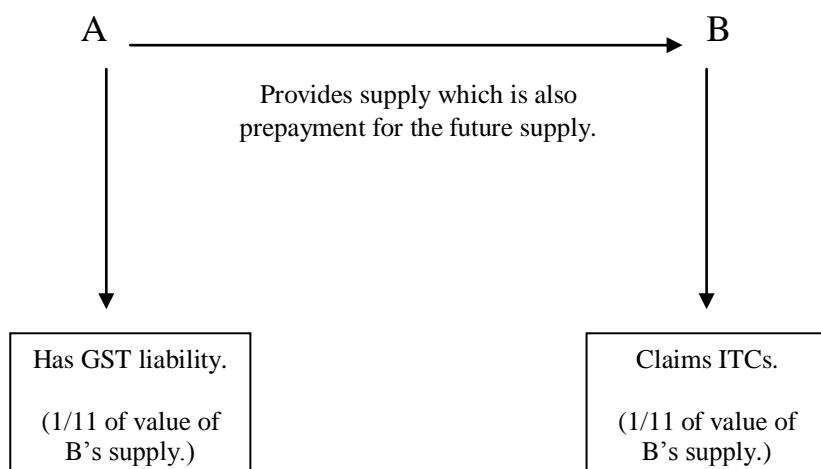 A B
Provides supply which is also
prepayment for the future supply.
Has GST liability.
(1/11 of value of
B’s supply.)
Claims ITCs.
(1/11 of value of
B’s supply.)